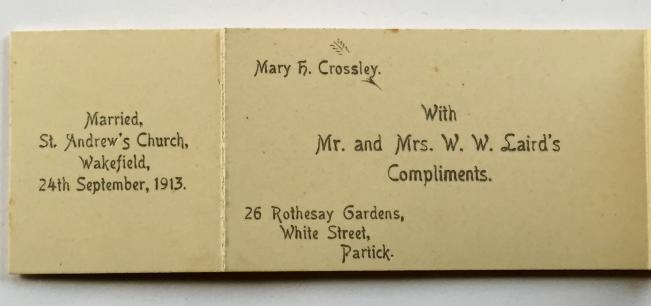 Married,
St. Andrew's Church,
Wakefield,
24th September, 1913.
Mary H. Crossley.
With
Mr. and Mrs. W. W. Laird's
Compliments.
26 Rothesay Gardens,
White Street,
Partick.